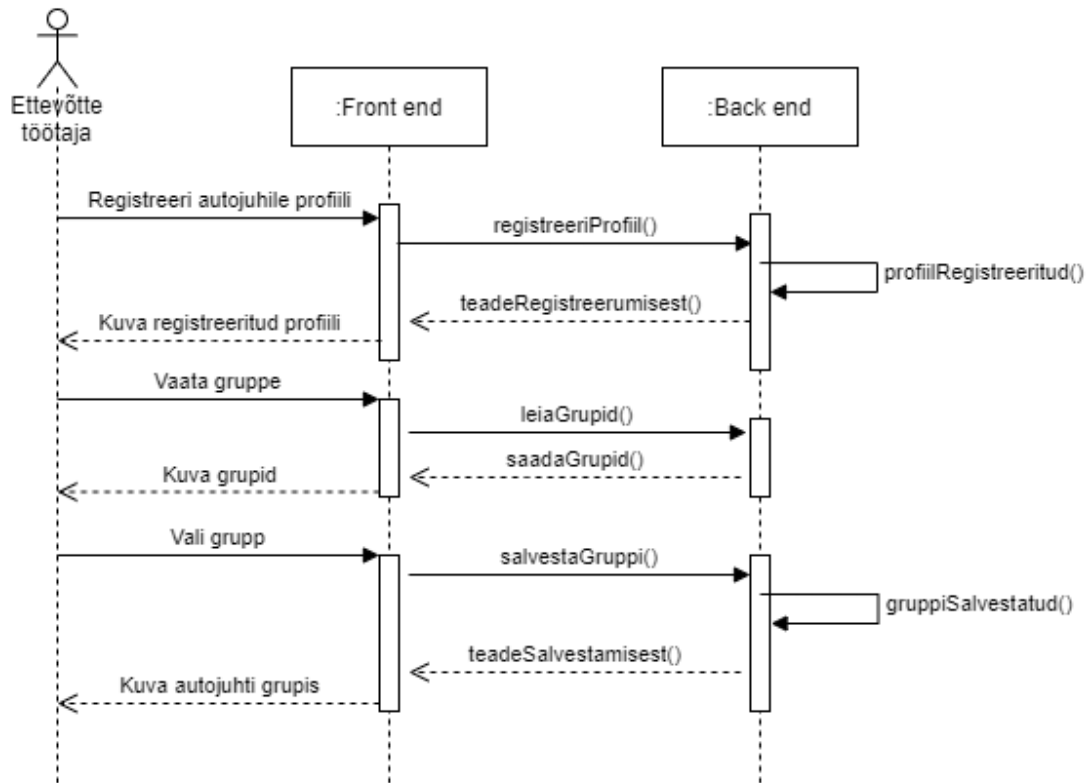 Ettevõtte
töötaja
:Front end
:Back end
Registreeri autojuhile profiili
registreeriProfiil()
profiilRegistreeritud()
teadeRegistreerumisest()
Kuva registreeritud profiili
Vaata gruppe
leiaGrupid()
saadaGrupid()
Kuva grupid
Vali grupp
salvestaGruppi()
gruppiSalvestatud()
teadeSalvestamisest()
Kuva autojuhti grupis